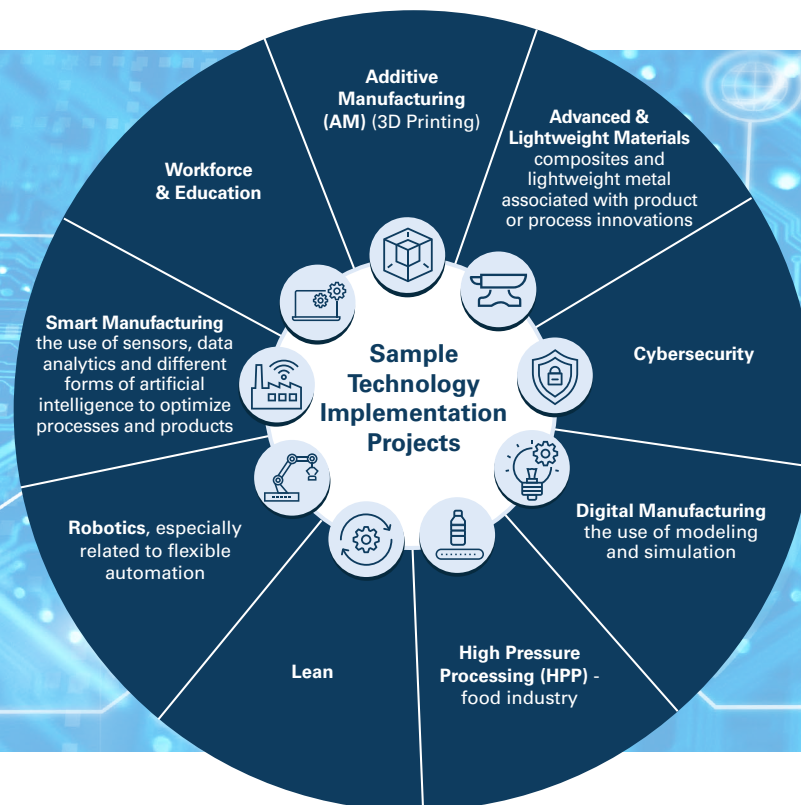 Sample
Technology
Implementation
Projects
Additive
Manufacturing
(AM) (3D Printing)
Advanced &
Lightweight Materials
composites and
lightweight metal
associated with product
or process innovations
Cybersecurity
Digital Manufacturing
the use of modeling
and simulation
High Pressure
Processing (HPP) -
food industry
Lean
Robotics, especially
related to flexible
automation
Smart Manufacturing
the use of sensors, data
analytics and different
forms of artificial
intelligence to optimize
processes and products
Workforce
& Education